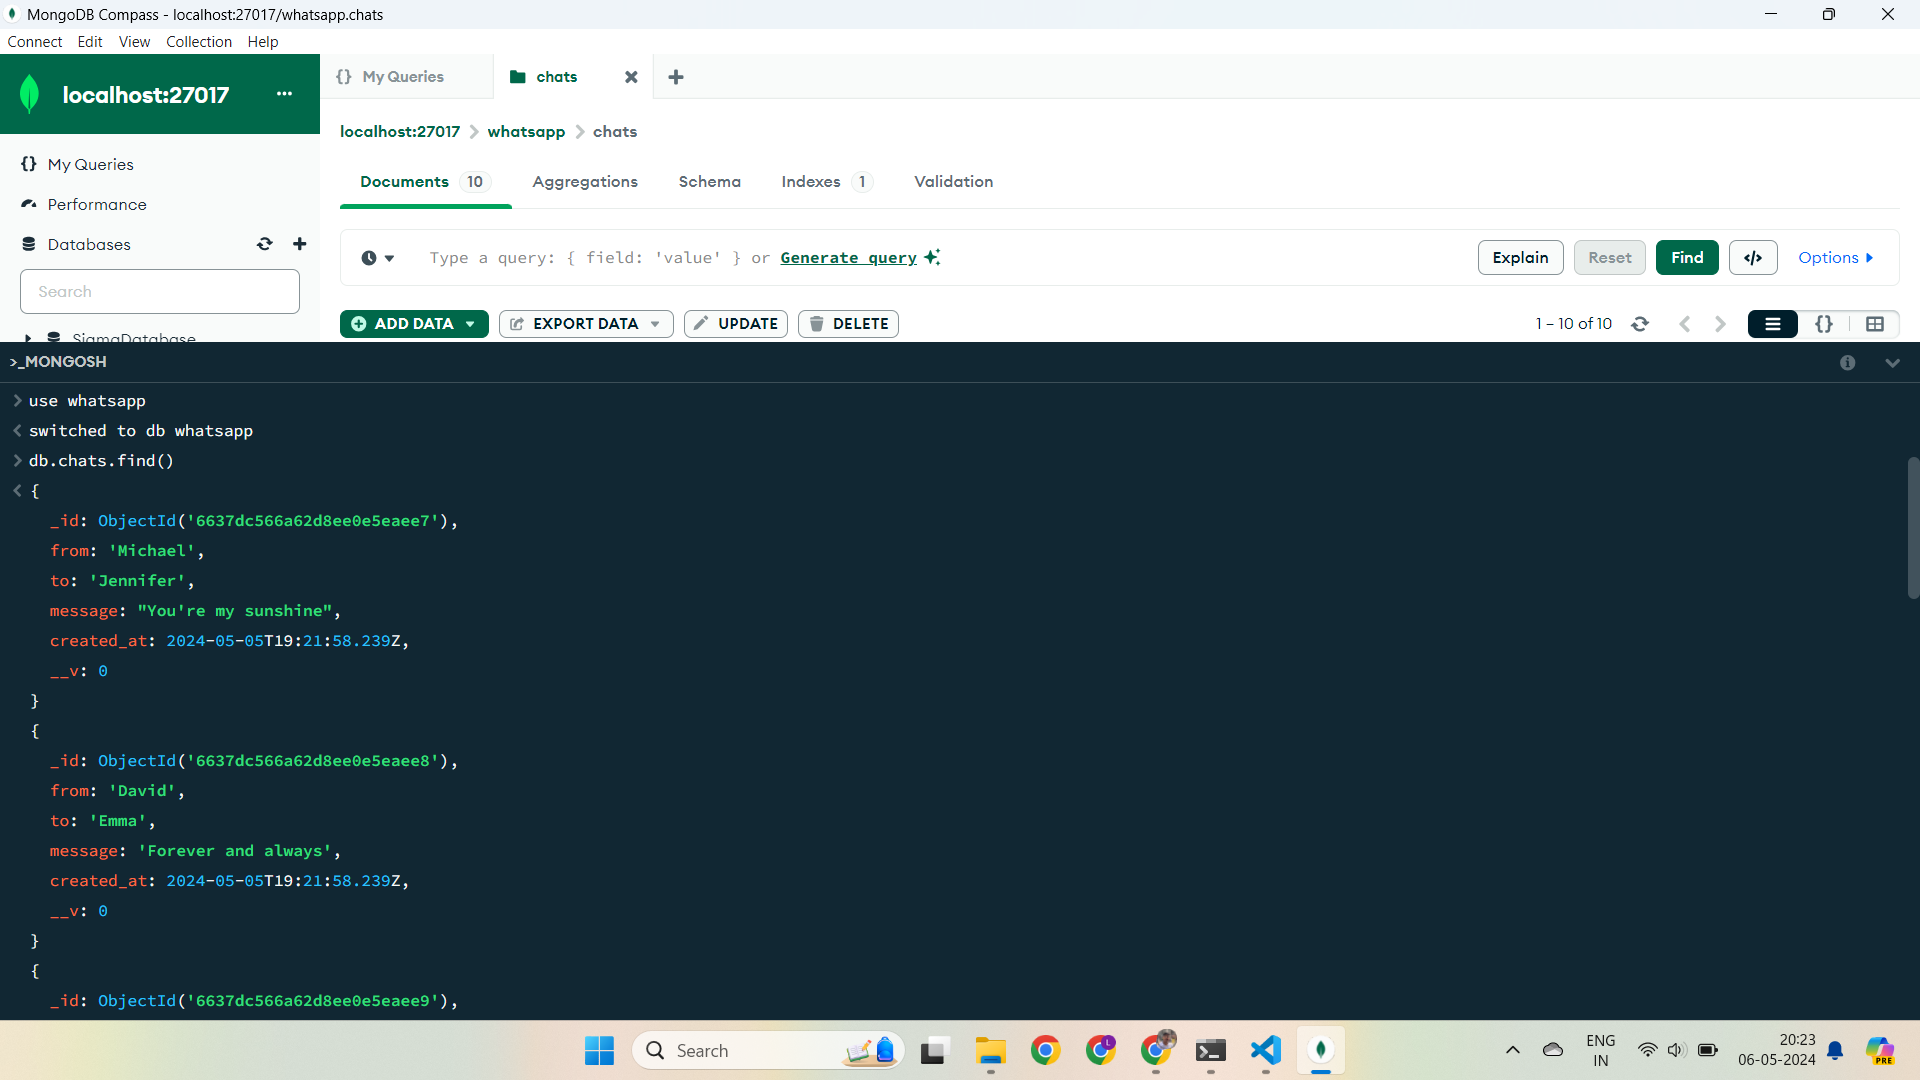 MongoDB Compass - localhost:27017/whatsapp.chats
Connect Edit View Collection Help
localhost:27017 ...
{} My Queries
chats
My Queries
Performance
Databases
Search
SigmaDatabase
localhost:27017 > whatsapp > chats
Documents 10 Aggregations Schema Indexes 1 Validation
Type a query: { field: 'value' } or Generate query
Explain Reset Find </> Options
ADD DATA EXPORT DATA UPDATE DELETE
1 – 10 of 10 {}
>_MONGOSH
> use whatsapp
< switched to db whatsapp
> db.chats.find()
< {
_id: ObjectId('6637dc566a62d8ee0e5eaee7'),
from: 'Michael',
to: 'Jennifer',
message: "You're my sunshine",
created_at: 2024-05-05T19:21:58.239Z,
__v: 0
}
{
_id: ObjectId('6637dc566a62d8ee0e5eaee8'),
from: 'David',
to: 'Emma',
message: 'Forever and always',
created_at: 2024-05-05T19:21:58.239Z,
__v: 0
}
{
_id: ObjectId('6637dc566a62d8ee0e5eaee9'),
Search
L
ENG
IN
20:23
06-05-2024
PRE